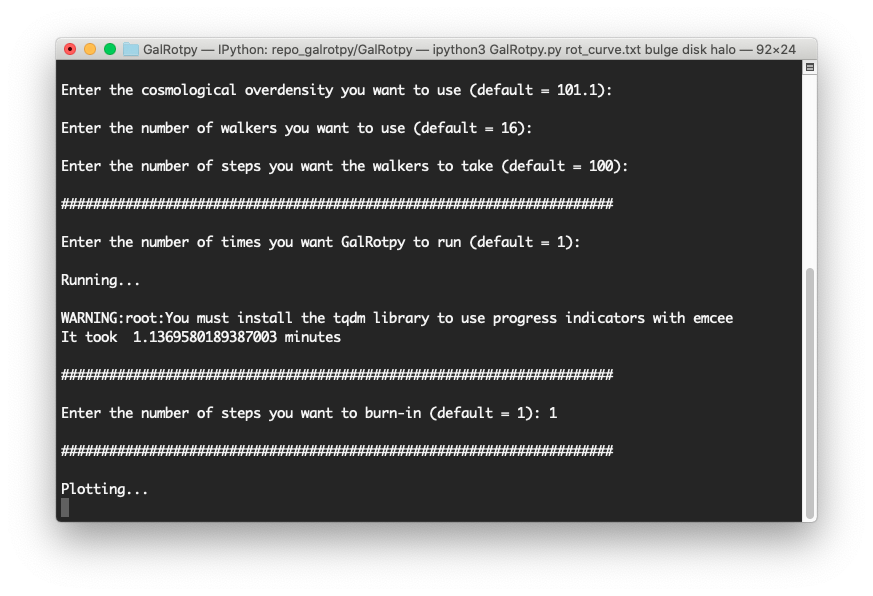 GalRotpy — IPython: repo_galrotpy/GalRotpy — ipython3 GalRotpy.py rot_curve.txt bulge disk halo — 92×24
Enter the cosmological overdensity you want to use (default = 101.1):
Enter the number of walkers you want to use (default = 16):
Enter the number of steps you want the walkers to take (default = 100):
#####################################################################
Enter the number of times you want GalRotpy to run (default = 1):
Running...
WARNING:root:You must install the tqdm library to use progress indicators with emcee
It took  1.1369580189387003 minutes
#####################################################################
Enter the number of steps you want to burn-in (default = 1): 1
#####################################################################
Plotting...